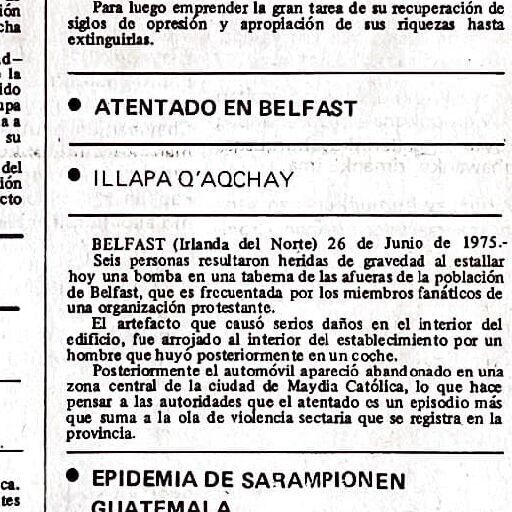 ión
cha
d-
la
ido
upa
a a
su
del
ión
cto
ca.
tes
Para luego emprender la gran tarea de su recuperación de
siglos de opresión y apropiación de sus riquezas hasta
extinguirlas.
• ATENTADO EN BELFAST
• ILLAPA Q'AQCHAY
BELFAST (Irlanda del Norte) 26 de Junio de 1975.-
Seis personas resultaron heridas de gravedad al estallar
hoy una bomba en una taberna de las afueras de la población
de Belfast, que es frecuentada por los miembros fanáticos de
una organización protestante.
El artefacto que causó serios daños en el interior del
edificio, fue arrojado al interior del establecimiento por un
hombre que huyó posteriormente en un coche.
Posteriormente el automóvil apareció abandonado en una
zona central de la ciudad de Maydia Católica, lo que hace
pensar a las autoridades que el atentado es un episodio más
que suma a la ola de violencia sectaria que se registra en la
provincia.
• EPIDEMIA DE SARAMPION EN
GUATEMALA